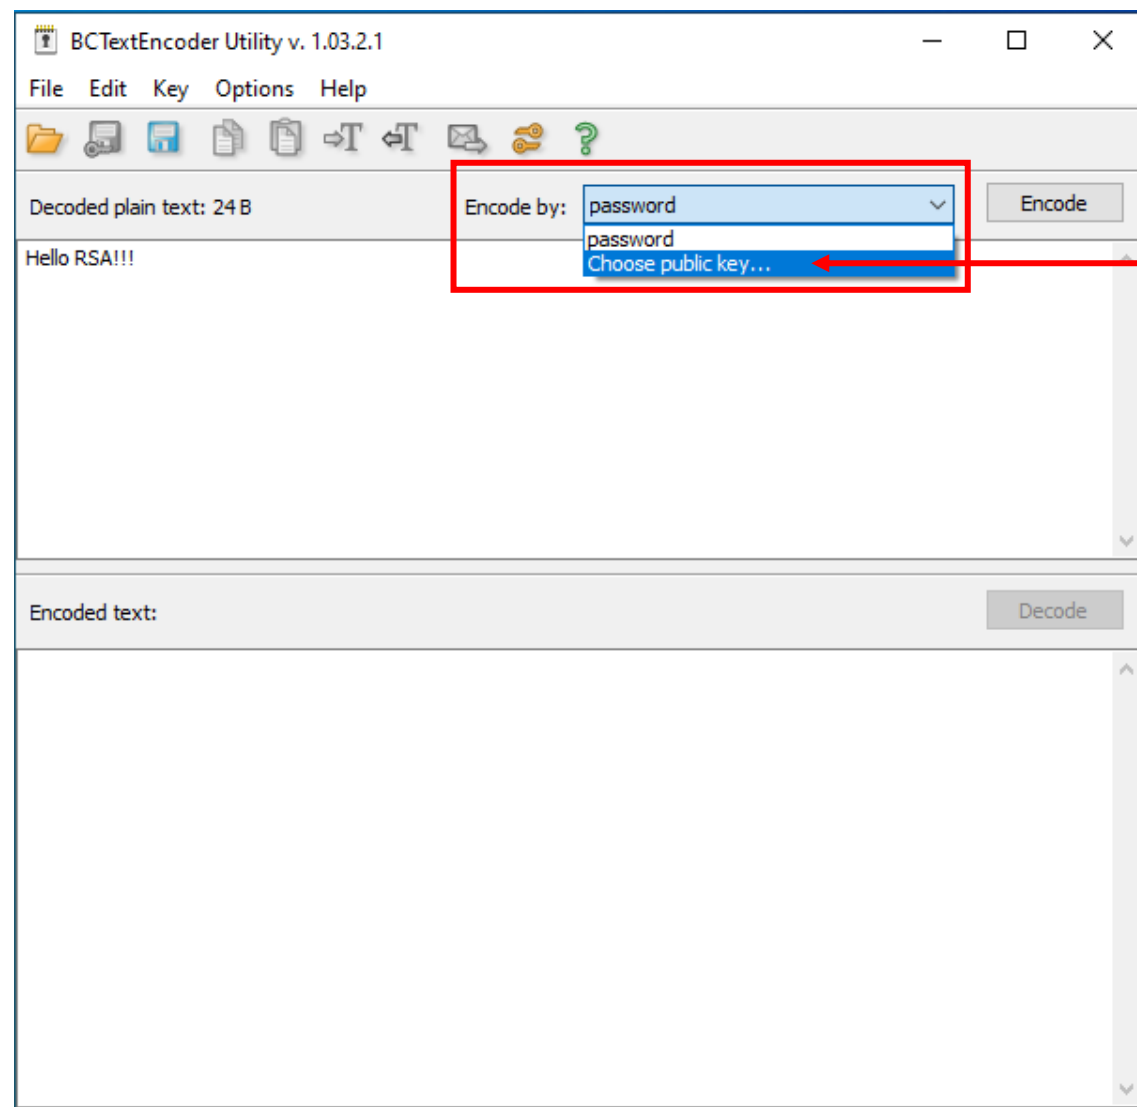 BCTextEncoder Utility v. 1.03.2.1
File Edit Key Options Help
Decoded plain text: 24 B Encode by: password Encode
password
Hello RSA!!!
Choose public key...
Encoded text: Decode